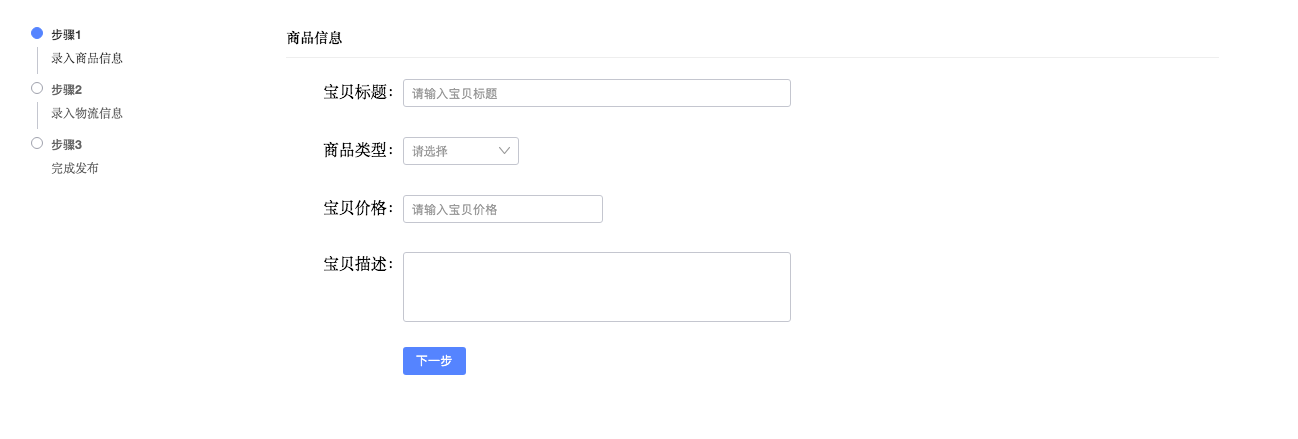 步骤1
录入商品信息
步骤2
录入物流信息
步骤3
完成发布
商品信息
宝贝标题：
请输入宝贝标题
商品类型：
请选择
宝贝价格：
请输入宝贝价格
宝贝描述：
下一步